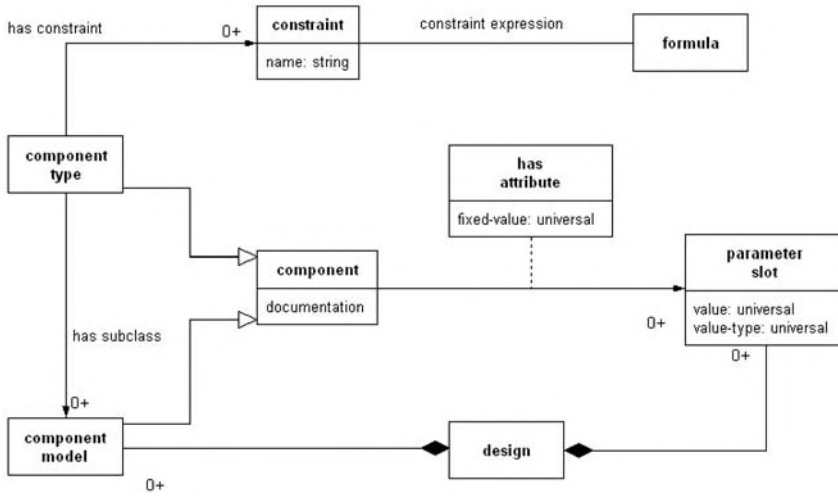 has constraint
0+
constraint
name: string
constraint expression
formula
component
type
has
attribute
fixed-value: universal
component
documentation
parameter
slot
value: universal
value-type: universal
0+
0+
has subclass
0+
component
model
0+
design